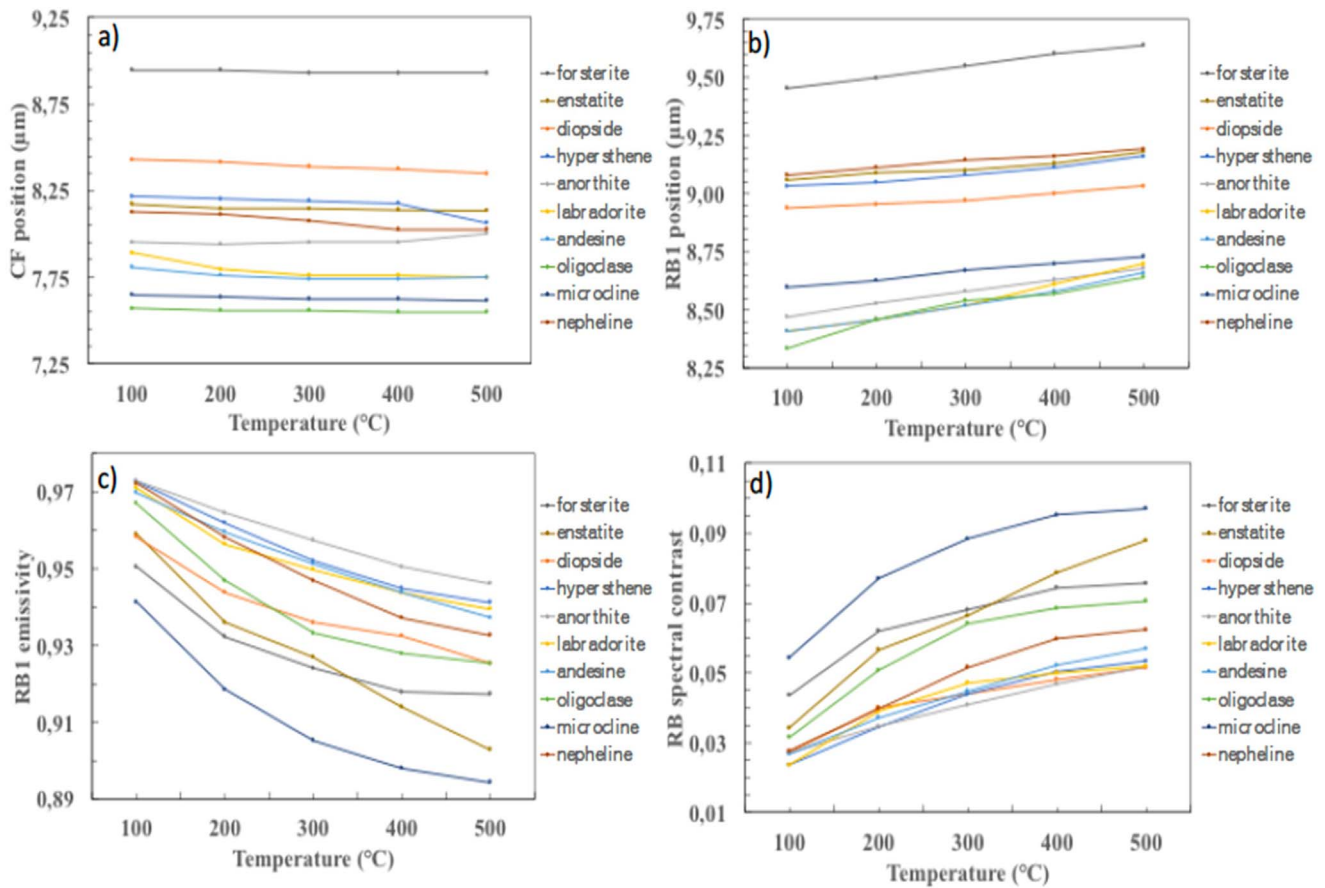 a)
CF position (µm)
9,25
8,75
8,25
7,75
7,25
100 200 300 400 500
Temperature (°C)
forsterite
enstatite
diopside
hypersthene
anorthite
labradorite
andesine
oligoclase
microcline
nepheline
b)
RB1 position (µm)
9,75
9,50
9,25
9,00
8,75
8,50
8,25
100 200 300 400 500
Temperature (°C)
forsterite
enstatite
diopside
hypersthene
anorthite
labradorite
andesine
oligoclase
microcline
nepheline
c)
RB1 emissivity
0,97
0,95
0,93
0,91
0,89
100 200 300 400 500
Temperature (°C)
forsterite
enstatite
diopside
hypersthene
anorthite
labradorite
andesine
oligoclase
microcline
nepheline
d)
RB spectral contrast
0,11
0,09
0,07
0,05
0,03
0,01
100 200 300 400 500
Temperature (°C)
forsterite
enstatite
diopside
hypersthene
anorthite
labradorite
andesine
oligoclase
microcline
nepheline